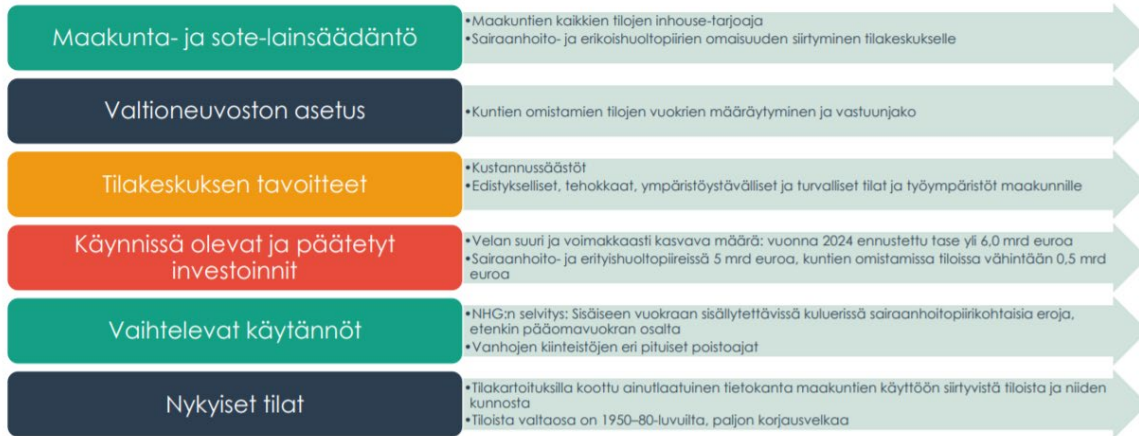 Maakunta- ja sote-lainsäädäntö
•Maakuntien kaikkien tilojen inhouse-tarjoaja
•Sairaanhoito- ja erikoishuoltopiirien omaisuuden siirtyminen tilakeskukselle
Valtioneuvoston asetus
•Kuntien omistamien tilojen vuokrien määräytyminen ja vastuunjako
Tilakeskuksen tavoitteet
•Kustannussäästöt
•Edistykselliset, tehokkaat, ympäristöystävälliset ja turvalliset tilat ja työympäristöt maakunnille
Käynnissä olevat ja päätetyt
investoinnit
•Velan suuri ja voimakkaasti kasvava määrä: vuonna 2024 ennustettu tase yli 6,0 mrd euroa
•Sairaanhoito- ja erityishuoltopiireissä 5 mrd euroa, kuntien omistamissa tiloissa vähintään 0,5 mrd
euroa
Vaihtelevat käytännöt
•NHG:n selvitys: Sisäiseen vuokraan sisällytettävissä kuluerissä sairaanhoitopiirikohtaisia eroja,
etenkin pääomavuokran osalta
•Vanhojen kiinteistöjen eri pituiset poistoajat
Nykyiset tilat
•Tilakartoituksilla koottu ainutlaatuinen tietokanta maakuntien käyttöön siirtyvistä tiloista ja niiden
kunnosta
•Tiloista valtaosa on 1950–80-luvuilta, paljon korjausvelkaa